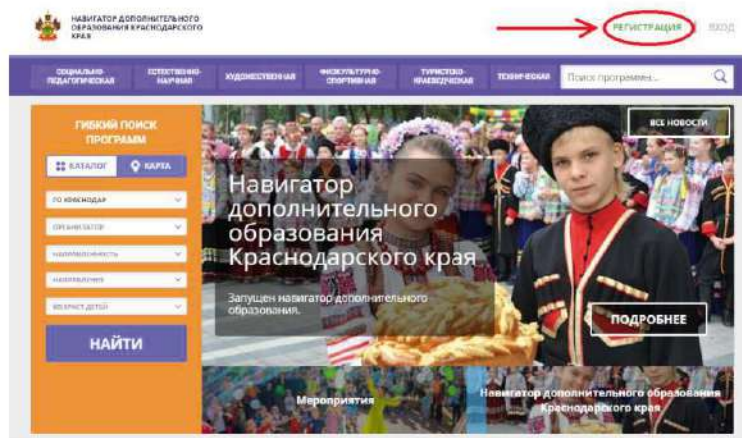 НАВИГАТОР ДОПОЛНИТЕЛЬНОГО
ОБРАЗОВАНИЯ КРАСНОДАРСКОГО
КРАЯ
РЕГИСТРАЦИЯ
ВХОД
СОЦИАЛЬНО-
ПЕДАГОГИЧЕСКАЯ
ЕСТЕСТВЕННО-
НАУЧНАЯ
ХУДОЖЕСТВЕННАЯ
ФИЗКУЛЬТУРНО-
СПОРТИВНАЯ
ТУРИСТСКО-
КРАЕВЕДЧЕСКАЯ
ТЕХНИЧЕСКАЯ
Поиск программы...
ГИБКИЙ ПОИСК
ПРОГРАММ
КАТАЛОГ
КАРТА
ГО КРАСНОДАР
ОРГАНИЗАТОР
НАПРАВЛЕННОСТЬ
НАПРАВЛЕНИЕ
ВОЗРАСТ ДЕТЕЙ
НАЙТИ
ВСЕ НОВОСТИ
Навигатор
дополнительного
образования
Краснодарского края
Запущен навигатор дополнительного
образования.
ПОДРОБНЕЕ
Мероприятия
Навигатор дополнительного образования
Краснодарского края